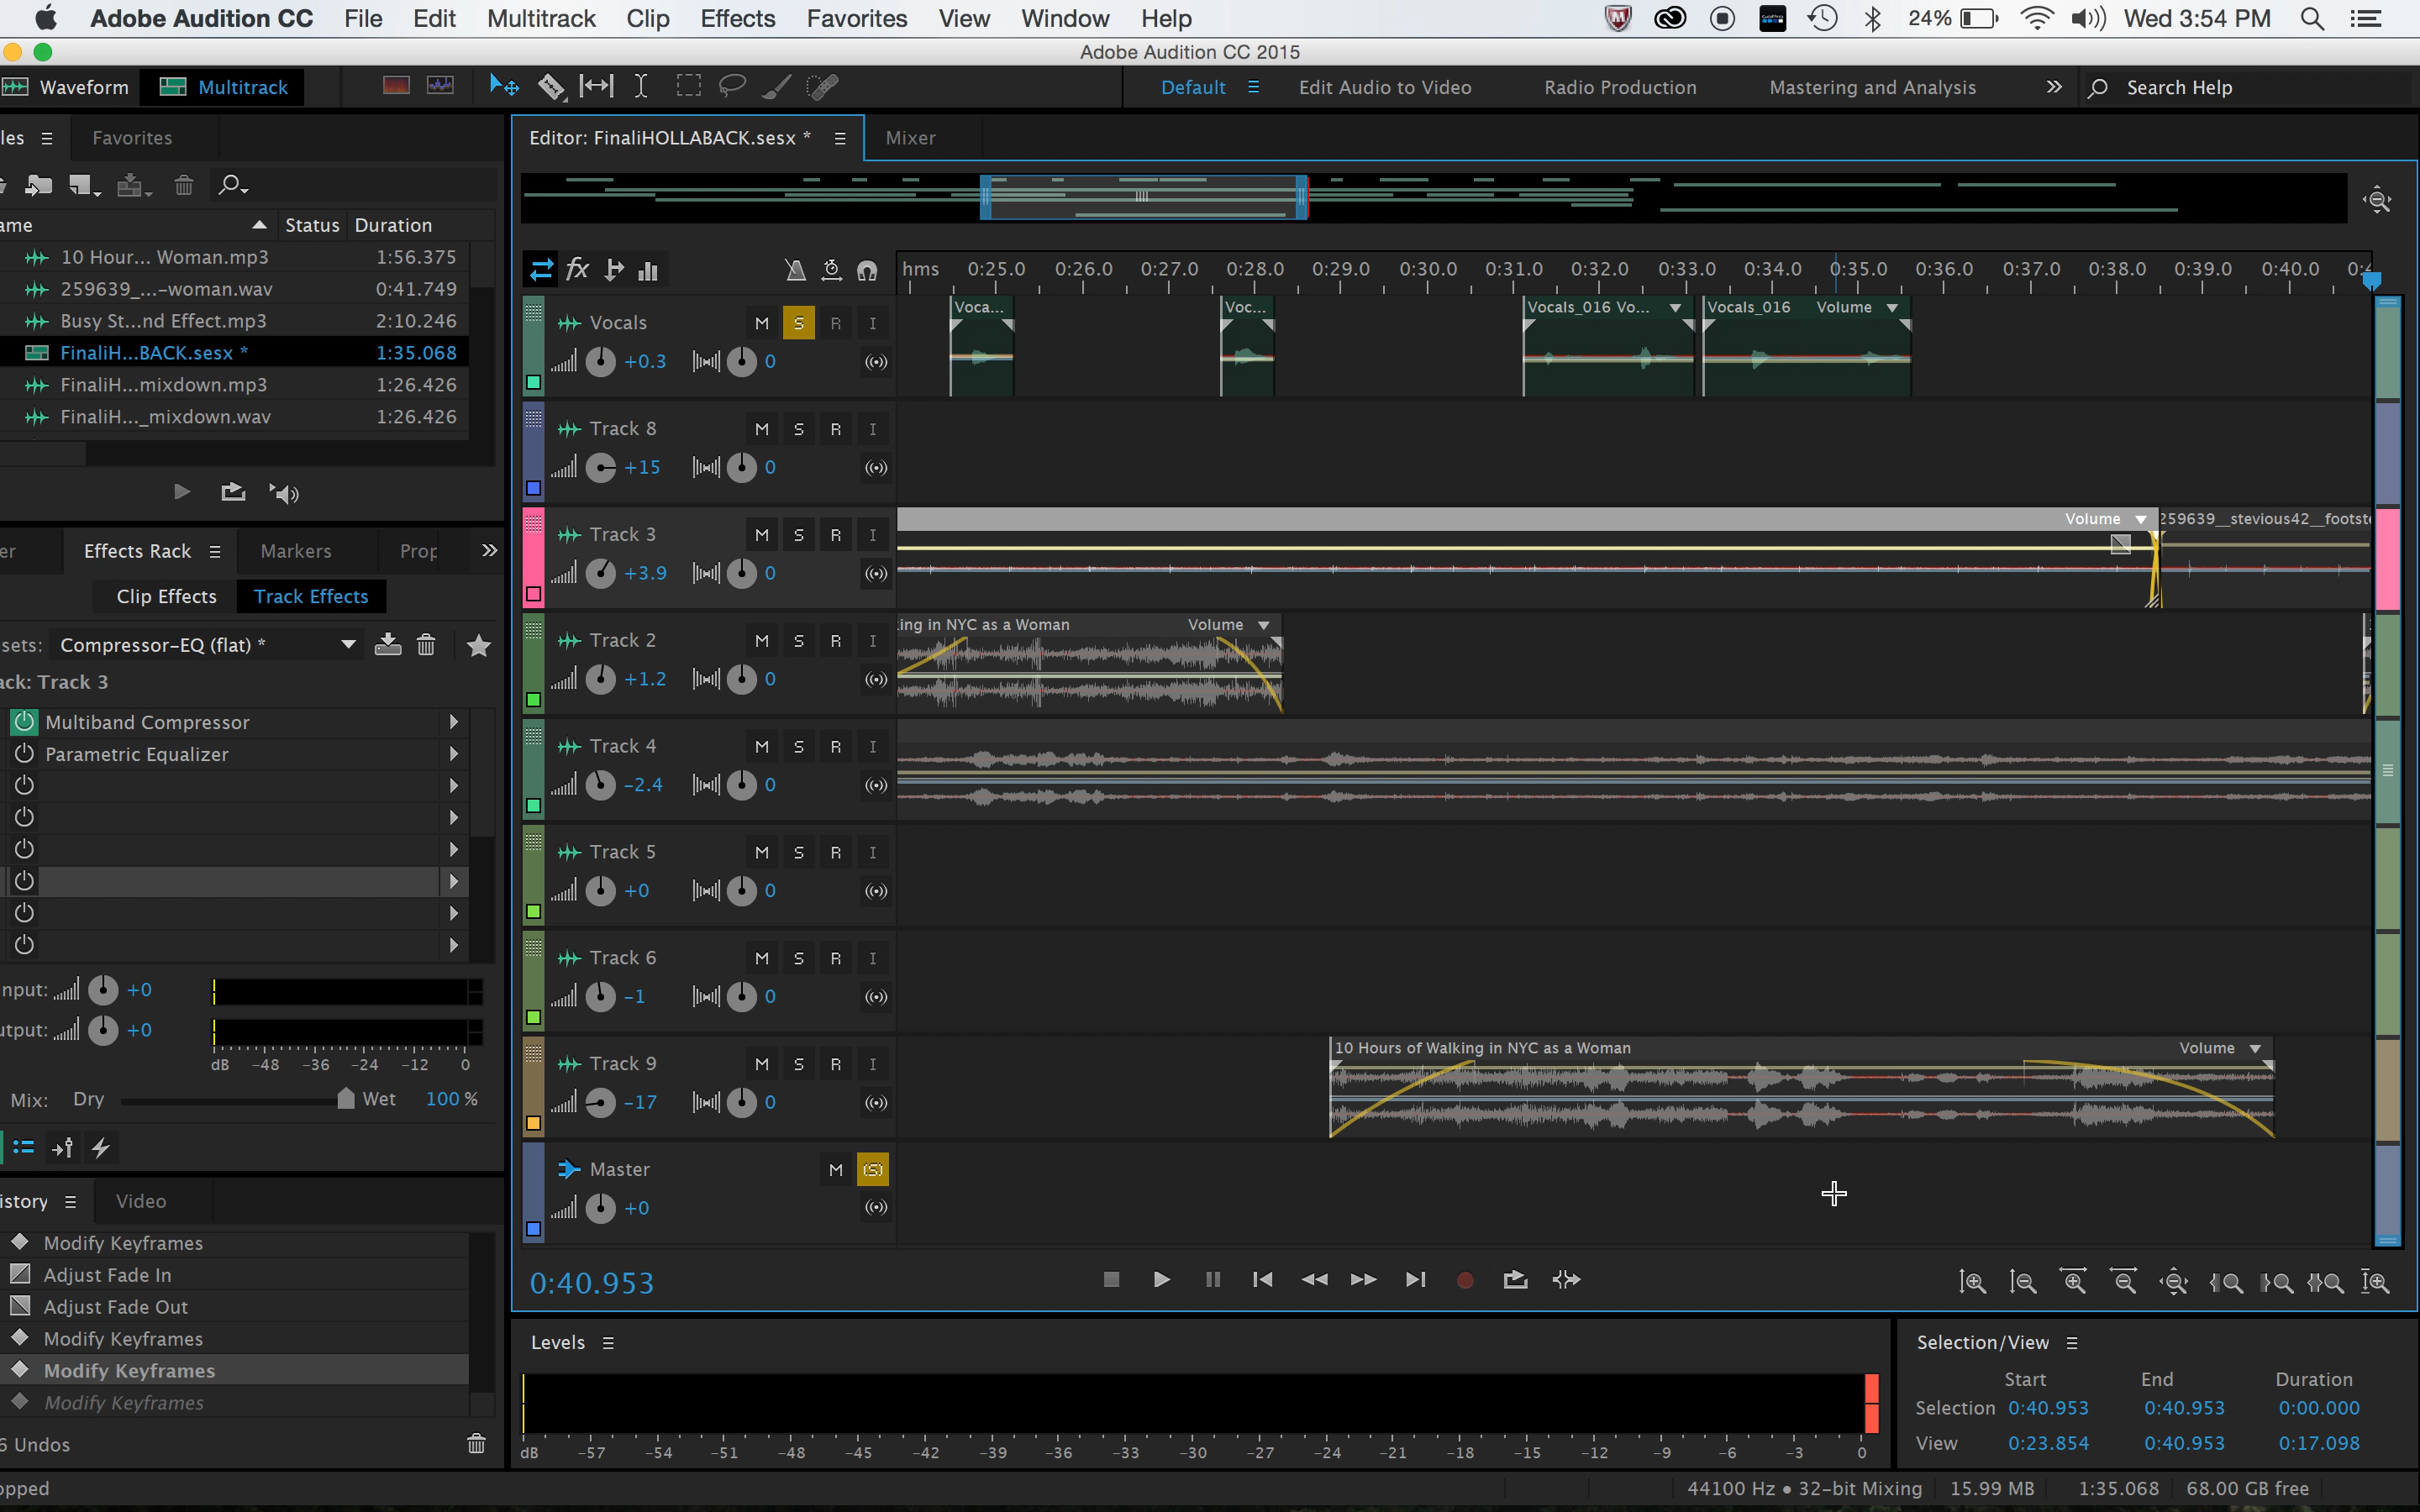 Adobe Audition CC File Edit Multitrack Clip Effects Favorites View Window Help 24% Wed 3:54 PM
Adobe Audition CC 2015
Waveform Multitrack Default Edit Audio to Video Radio Production Mastering and Analysis Search Help
les Favorites
Editor: FinaliHOLLABACK.sesx * Mixer
ame Status Duration
10 Hour... Woman.mp3 1:56.375
259639_...-woman.wav 0:41.749
Busy St...nd Effect.mp3 2:10.246
FinaliH...BACK.sesx * 1:35.068
FinaliH...mixdown.mp3 1:26.426
FinaliH..._mixdown.wav 1:26.426
er Effects Rack Markers Prop
Clip Effects Track Effects
sets: Compressor-EQ (flat) *
ack: Track 3
Multiband Compressor
Parametric Equalizer
nput: +0
utput: +0
dB -48 -36 -24 -12 0
Mix: Dry Wet 100 %
istory Video
Modify Keyframes
Adjust Fade In
Adjust Fade Out
Modify Keyframes
Modify Keyframes
Modify Keyframes
6 Undos
opped
fx hms 0:25.0 0:26.0 0:27.0 0:28.0 0:29.0 0:30.0 0:31.0 0:32.0 0:33.0 0:34.0 0:35.0 0:36.0 0:37.0 0:38.0 0:39.0 0:40.0
Vocals M S R I Voca... Voc... Vocals_016 Vo... Vocals_016 Volume
+0.3 0
Track 8 M S R I
+15 0
Track 3 M S R I Volume 259639__stevious42__footst
+3.9 0
Track 2 M S R I ing in NYC as a Woman Volume
+1.2 0
Track 4 M S R I
-2.4 0
Track 5 M S R I
+0 0
Track 6 M S R I
-1 0
Track 9 M S R I 10 Hours of Walking in NYC as a Woman Volume
-17 0
Master M (S)
+0
0:40.953
Levels
dB -57 -54 -51 -48 -45 -42 -39 -36 -33 -30 -27 -24 -21 -18 -15 -12 -9 -6 -3 0
Selection/View
Start End Duration
Selection 0:40.953 0:40.953 0:00.000
View 0:23.854 0:40.953 0:17.098
44100 Hz • 32-bit Mixing 15.99 MB 1:35.068 68.00 GB free